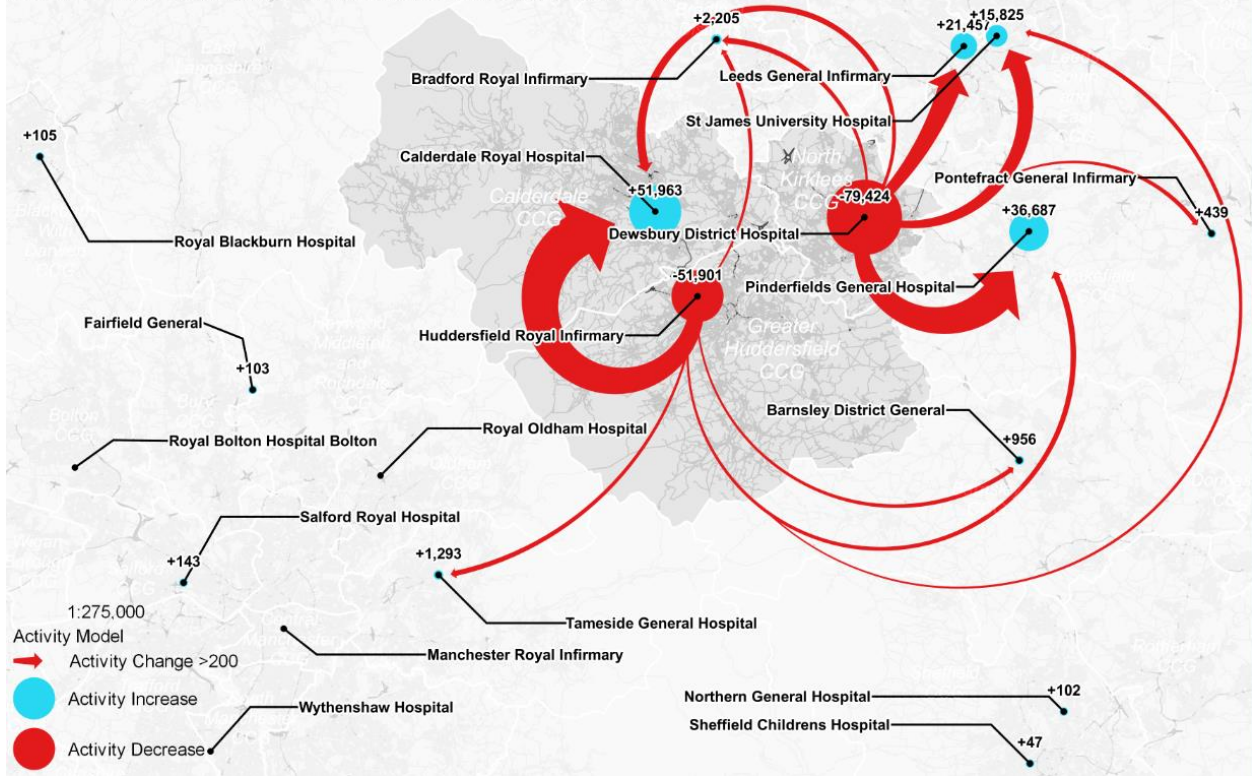 +2,205
+15,825
+21,457
Bradford Royal Infirmary
Leeds General Infirmary
St James University Hospital
+105
Calderdale Royal Hospital
North
Kirklees
CCG
Pontefract General Infirmary
Calderdale
CCG
+51,963
-79,424
+36,687
+439
Royal Blackburn Hospital
Dewsbury District Hospital
-51,901
Pinderfields General Hospital
Fairfield General
Huddersfield Royal Infirmary
Greater
Huddersfield
CCG
+103
Barnsley District General
Royal Bolton Hospital Bolton
Royal Oldham Hospital
+956
Bolton
CCG
Salford Royal Hospital
+143
+1,293
Tameside General Hospital
Manchester Royal Infirmary
1:275,000
Activity Model
Activity Change >200
Activity Increase
Activity Decrease
Wythenshaw Hospital
Northern General Hospital
+102
Sheffield Childrens Hospital
+47